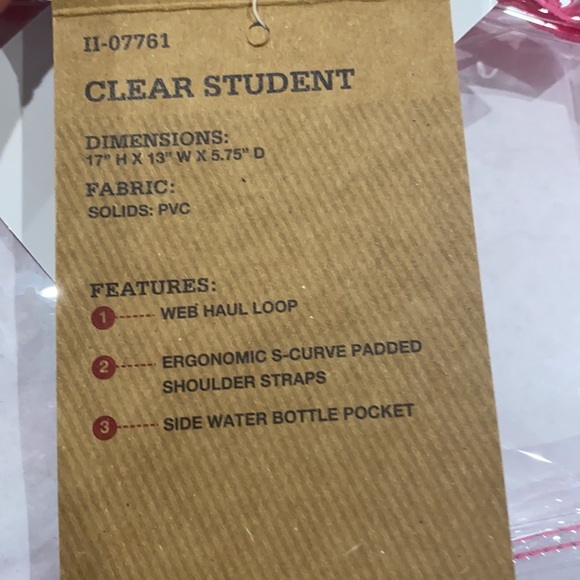 II-07761
CLEAR STUDENT
DIMENSIONS:
17" H X 13" W X 5.75" D
FABRIC:
SOLIDS: PVC
FEATURES:
1 WEB HAUL LOOP
2 ERGONOMIC S-CURVE PADDED
SHOULDER STRAPS
3 SIDE WATER BOTTLE POCKET